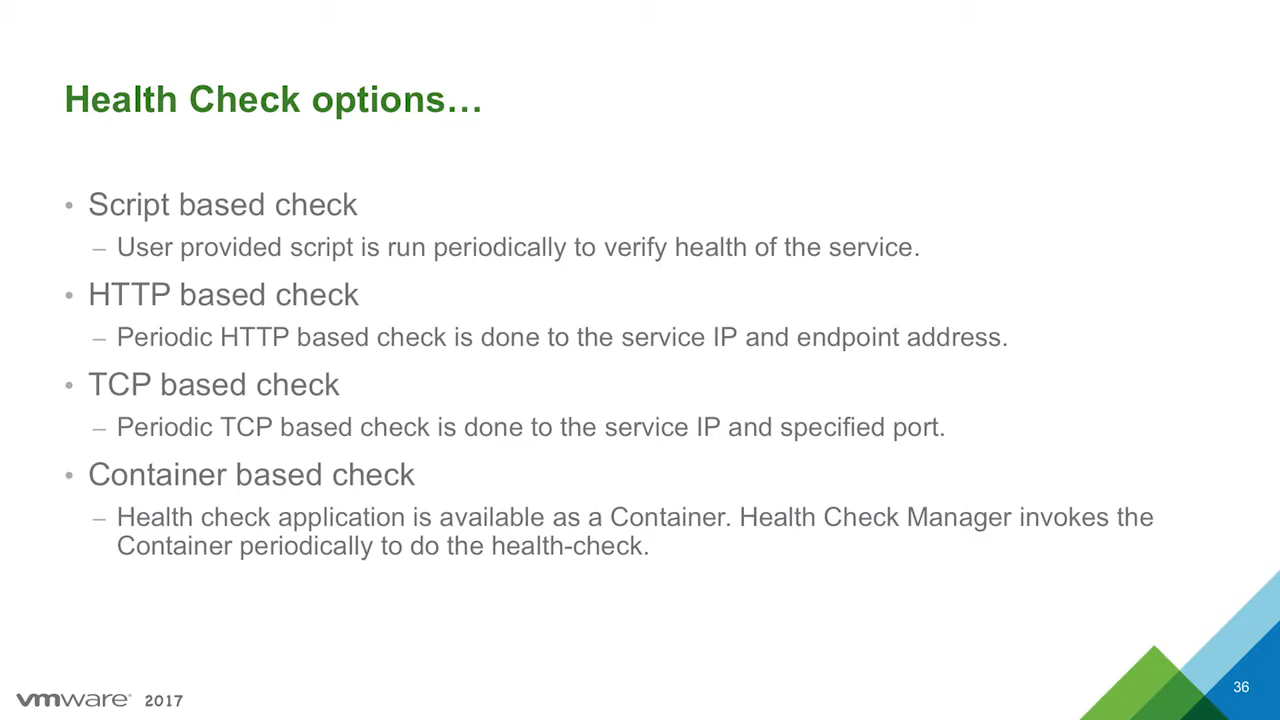 Health Check options…
• Script based check
– User provided script is run periodically to verify health of the service.
• HTTP based check
– Periodic HTTP based check is done to the service IP and endpoint address.
• TCP based check
– Periodic TCP based check is done to the service IP and specified port.
• Container based check
– Health check application is available as a Container. Health Check Manager invokes the
Container periodically to do the health-check.
vmware 2017
36